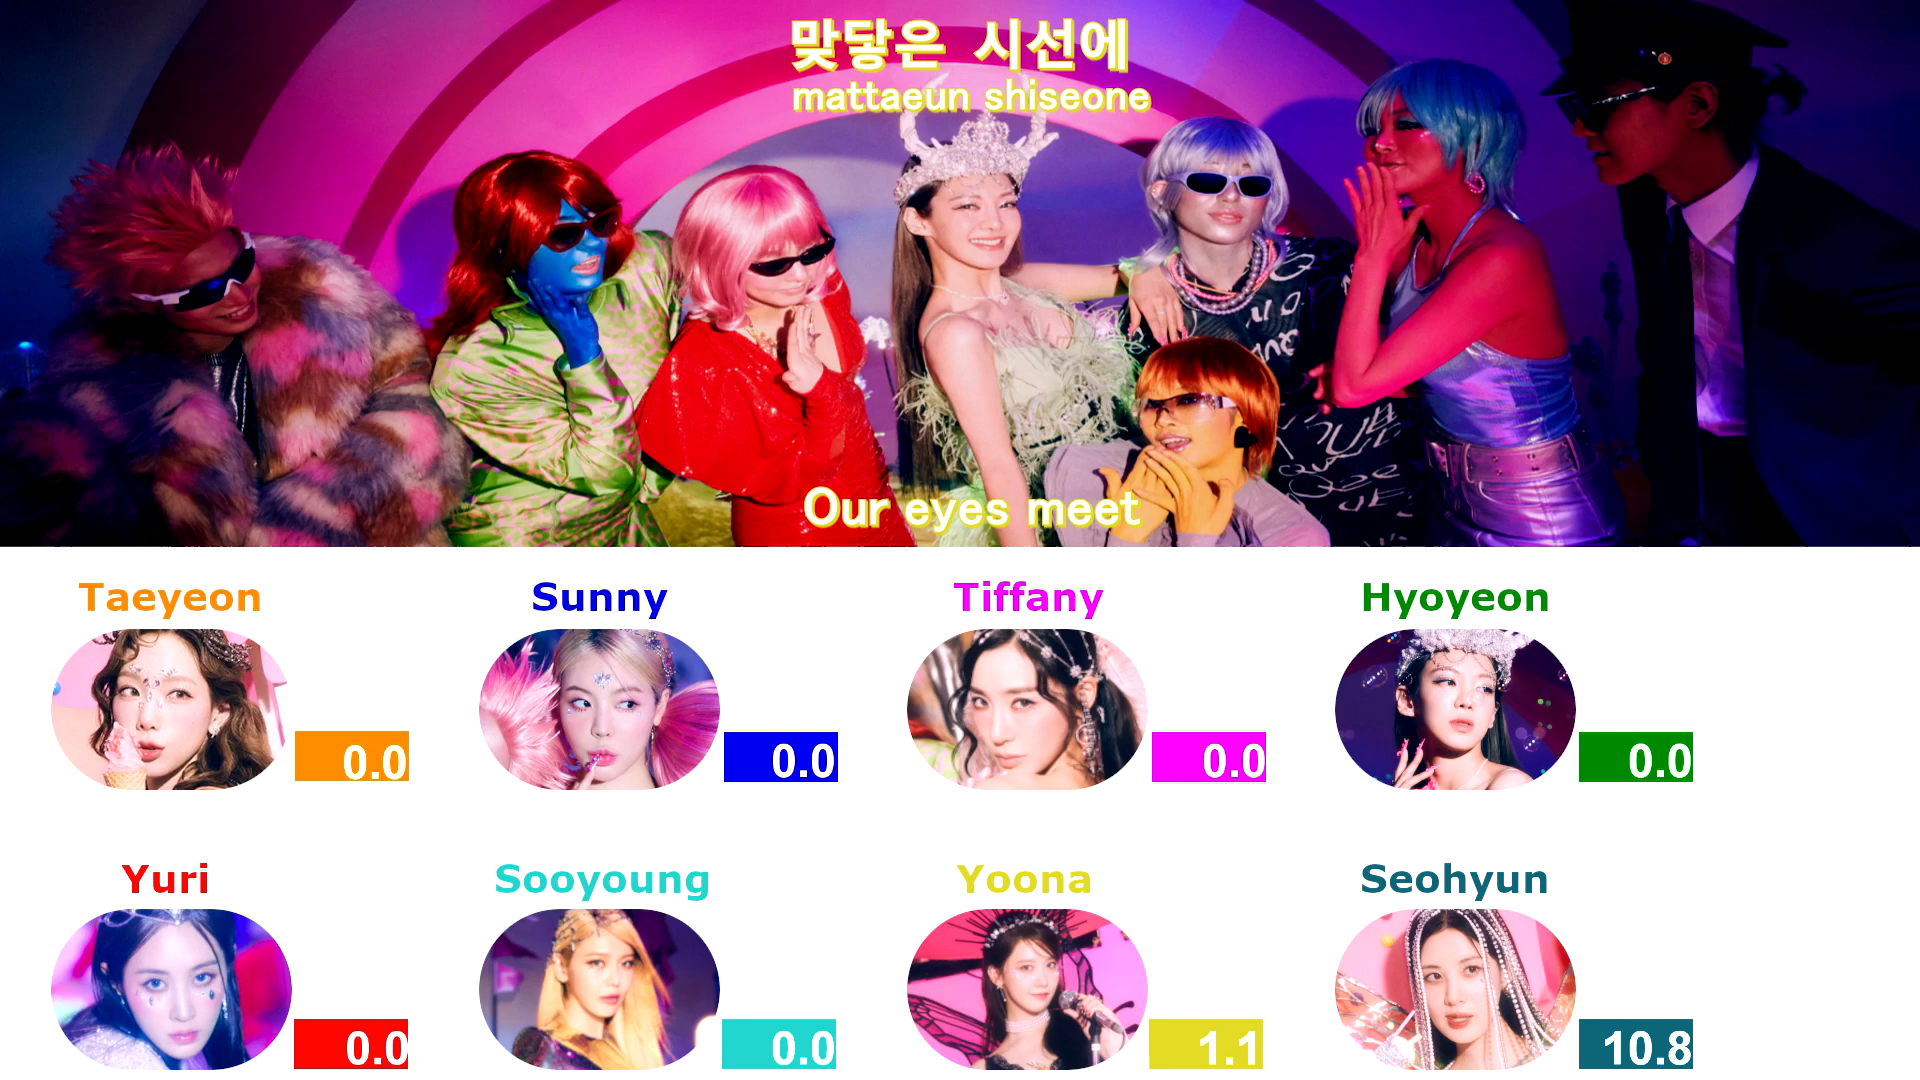 맞닿은 시선에
mattaeun shiseone
Our eyes meet
Taeyeon
Sunny
Tiffany
Hyoyeon
0.0
0.0
0.0
0.0
Yuri
Sooyoung
Yoona
Seohyun
0.0
0.0
1.1
10.8